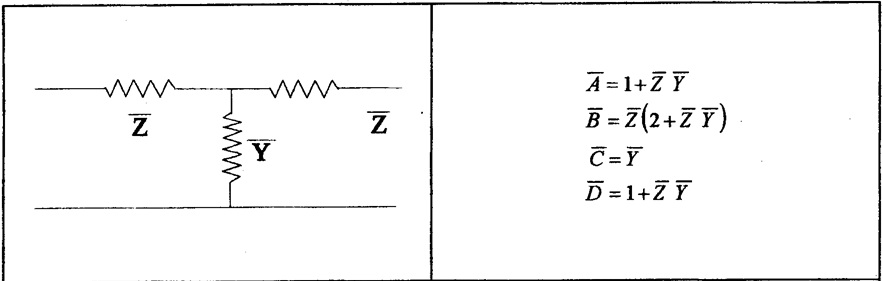 Z̅ Z̅
Y̅
A̅ = 1 + Z̅ Y̅
B̅ = Z̅(2 + Z̅ Y̅)
C̅ = Y̅
D̅ = 1 + Z̅ Y̅